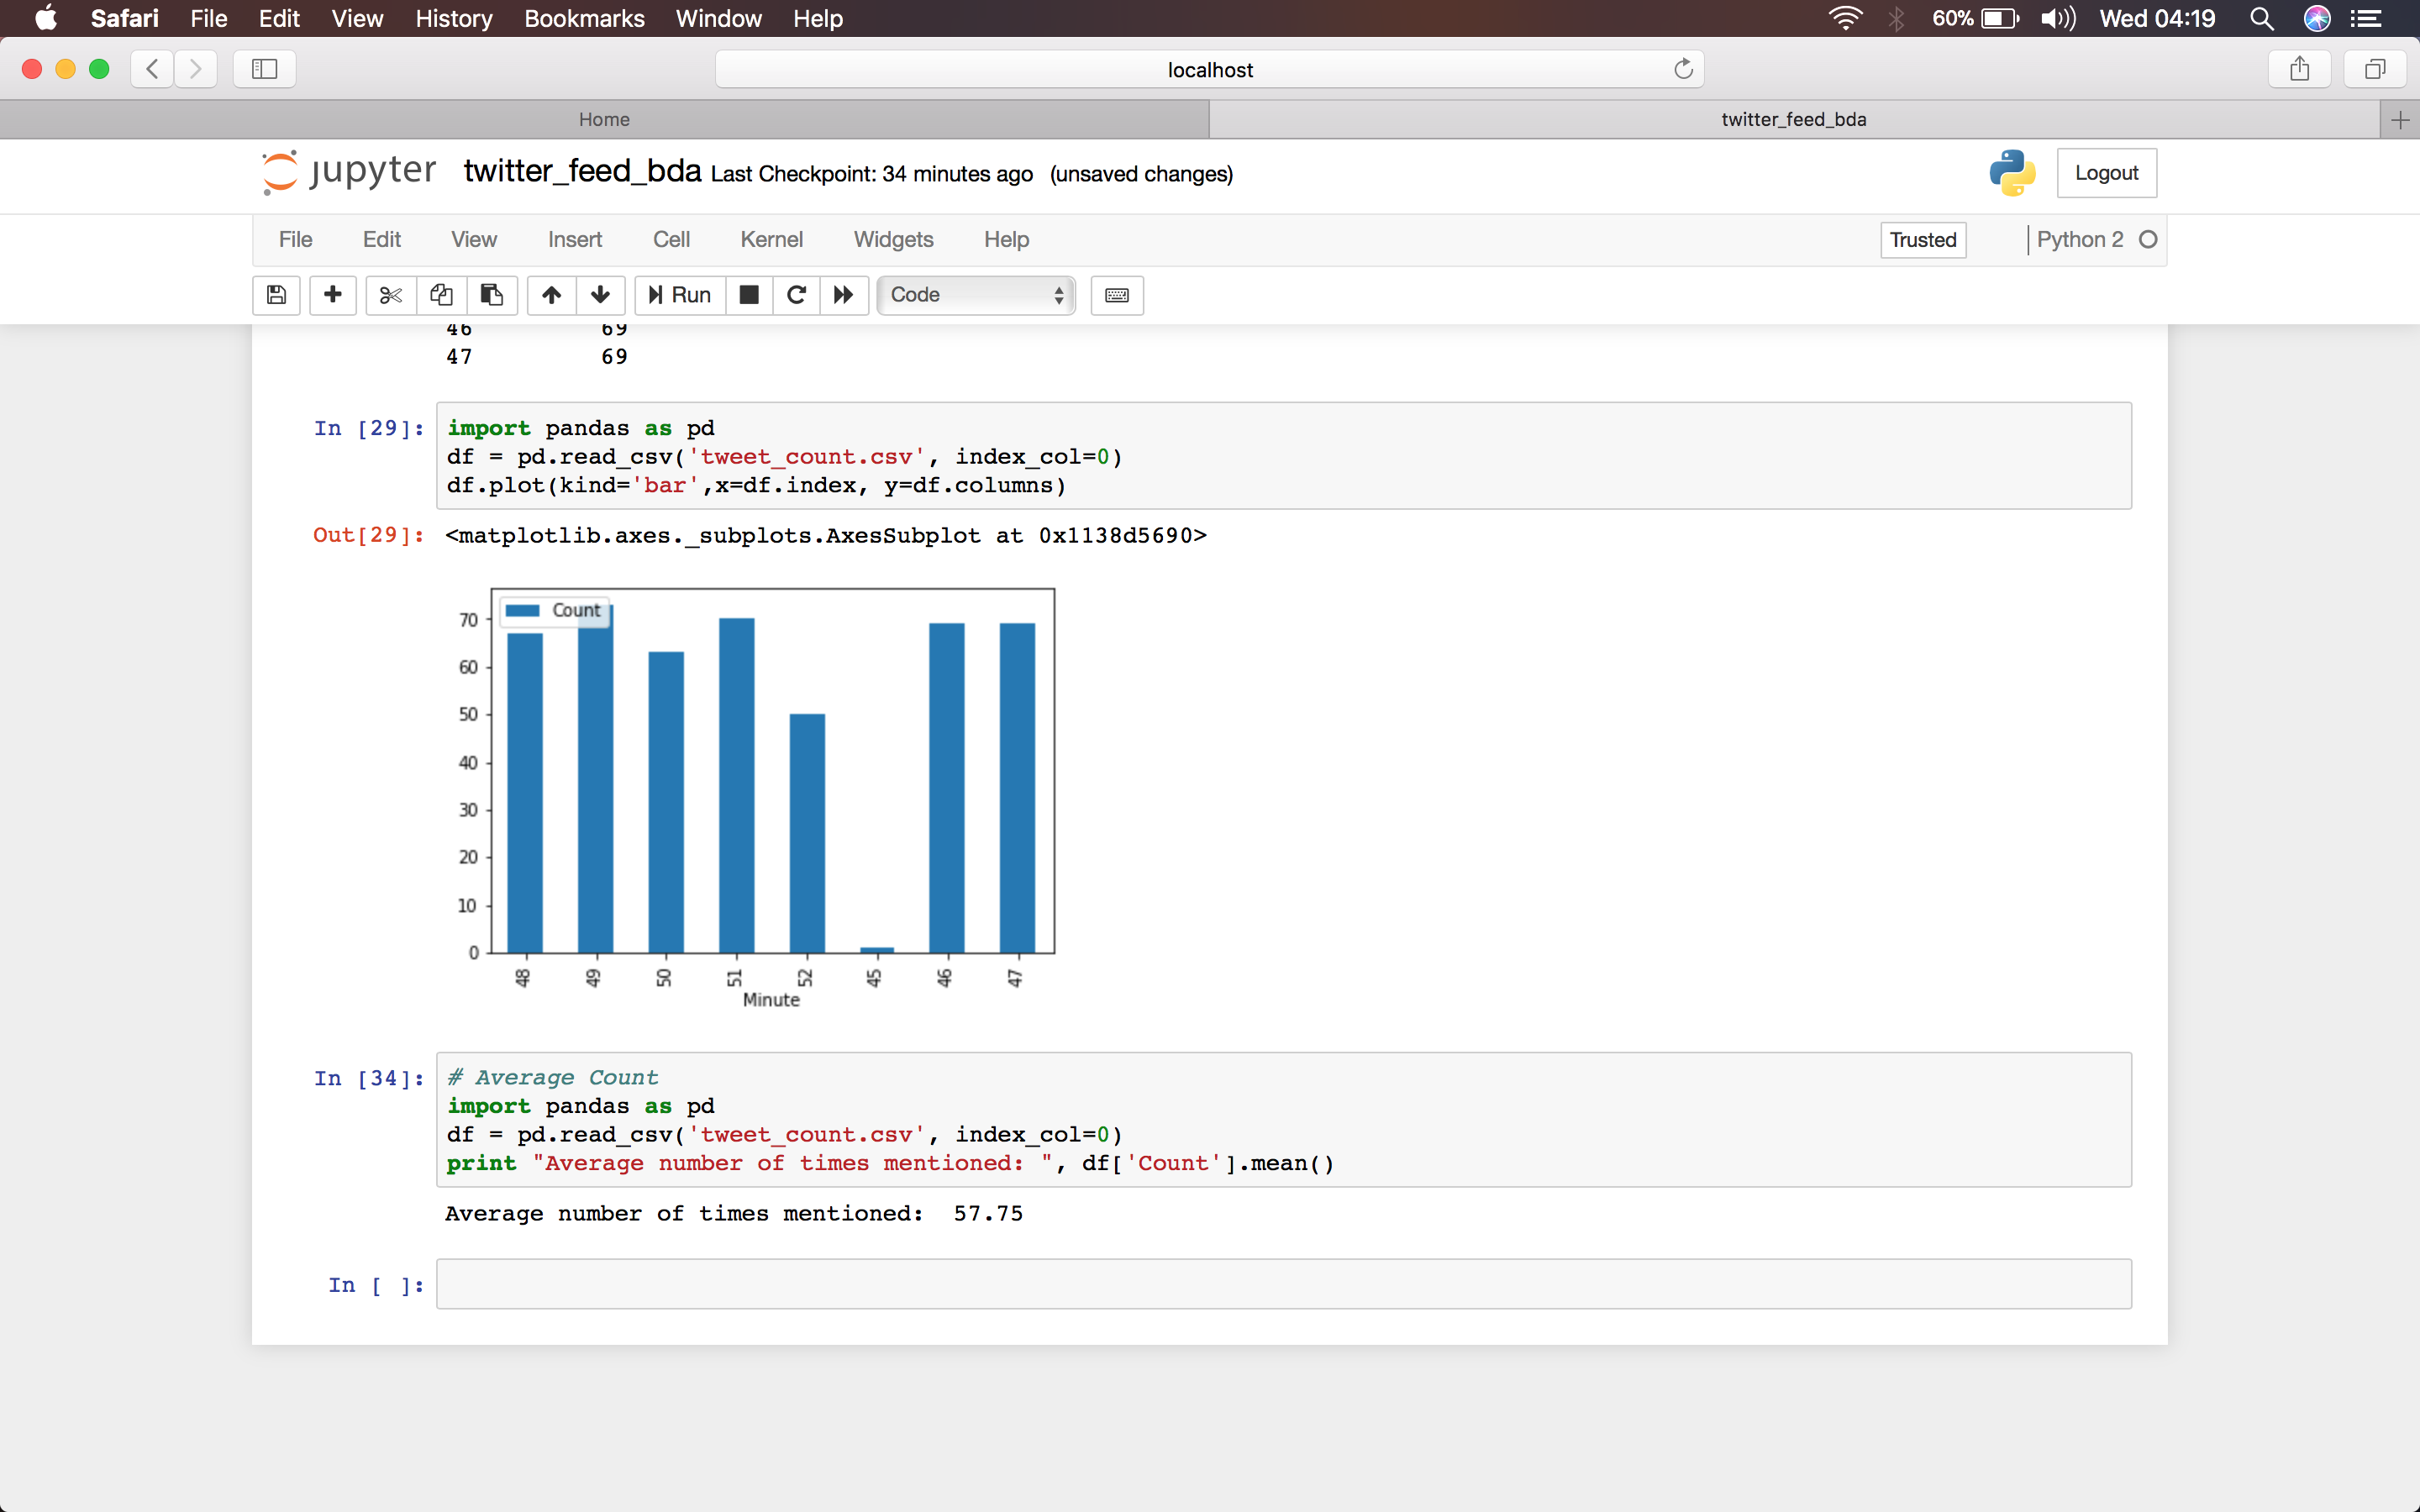 Safari File Edit View History Bookmarks Window Help 60% Wed 04:19
localhost
Home twitter_feed_bda
jupyter twitter_feed_bda Last Checkpoint: 34 minutes ago (unsaved changes) Logout
File Edit View Insert Cell Kernel Widgets Help Trusted Python 2
Run Code
46 69
47 69
In [29]: import pandas as pd
df = pd.read_csv('tweet_count.csv', index_col=0)
df.plot(kind='bar',x=df.index, y=df.columns)
Out[29]: <matplotlib.axes._subplots.AxesSubplot at 0x1138d5690>
Count
70
60
50
40
30
20
10
0
48 49 50 51 52 45 46 47
Minute
In [34]: # Average Count
import pandas as pd
df = pd.read_csv('tweet_count.csv', index_col=0)
print "Average number of times mentioned: ", df['Count'].mean()
Average number of times mentioned:  57.75
In [ ]: